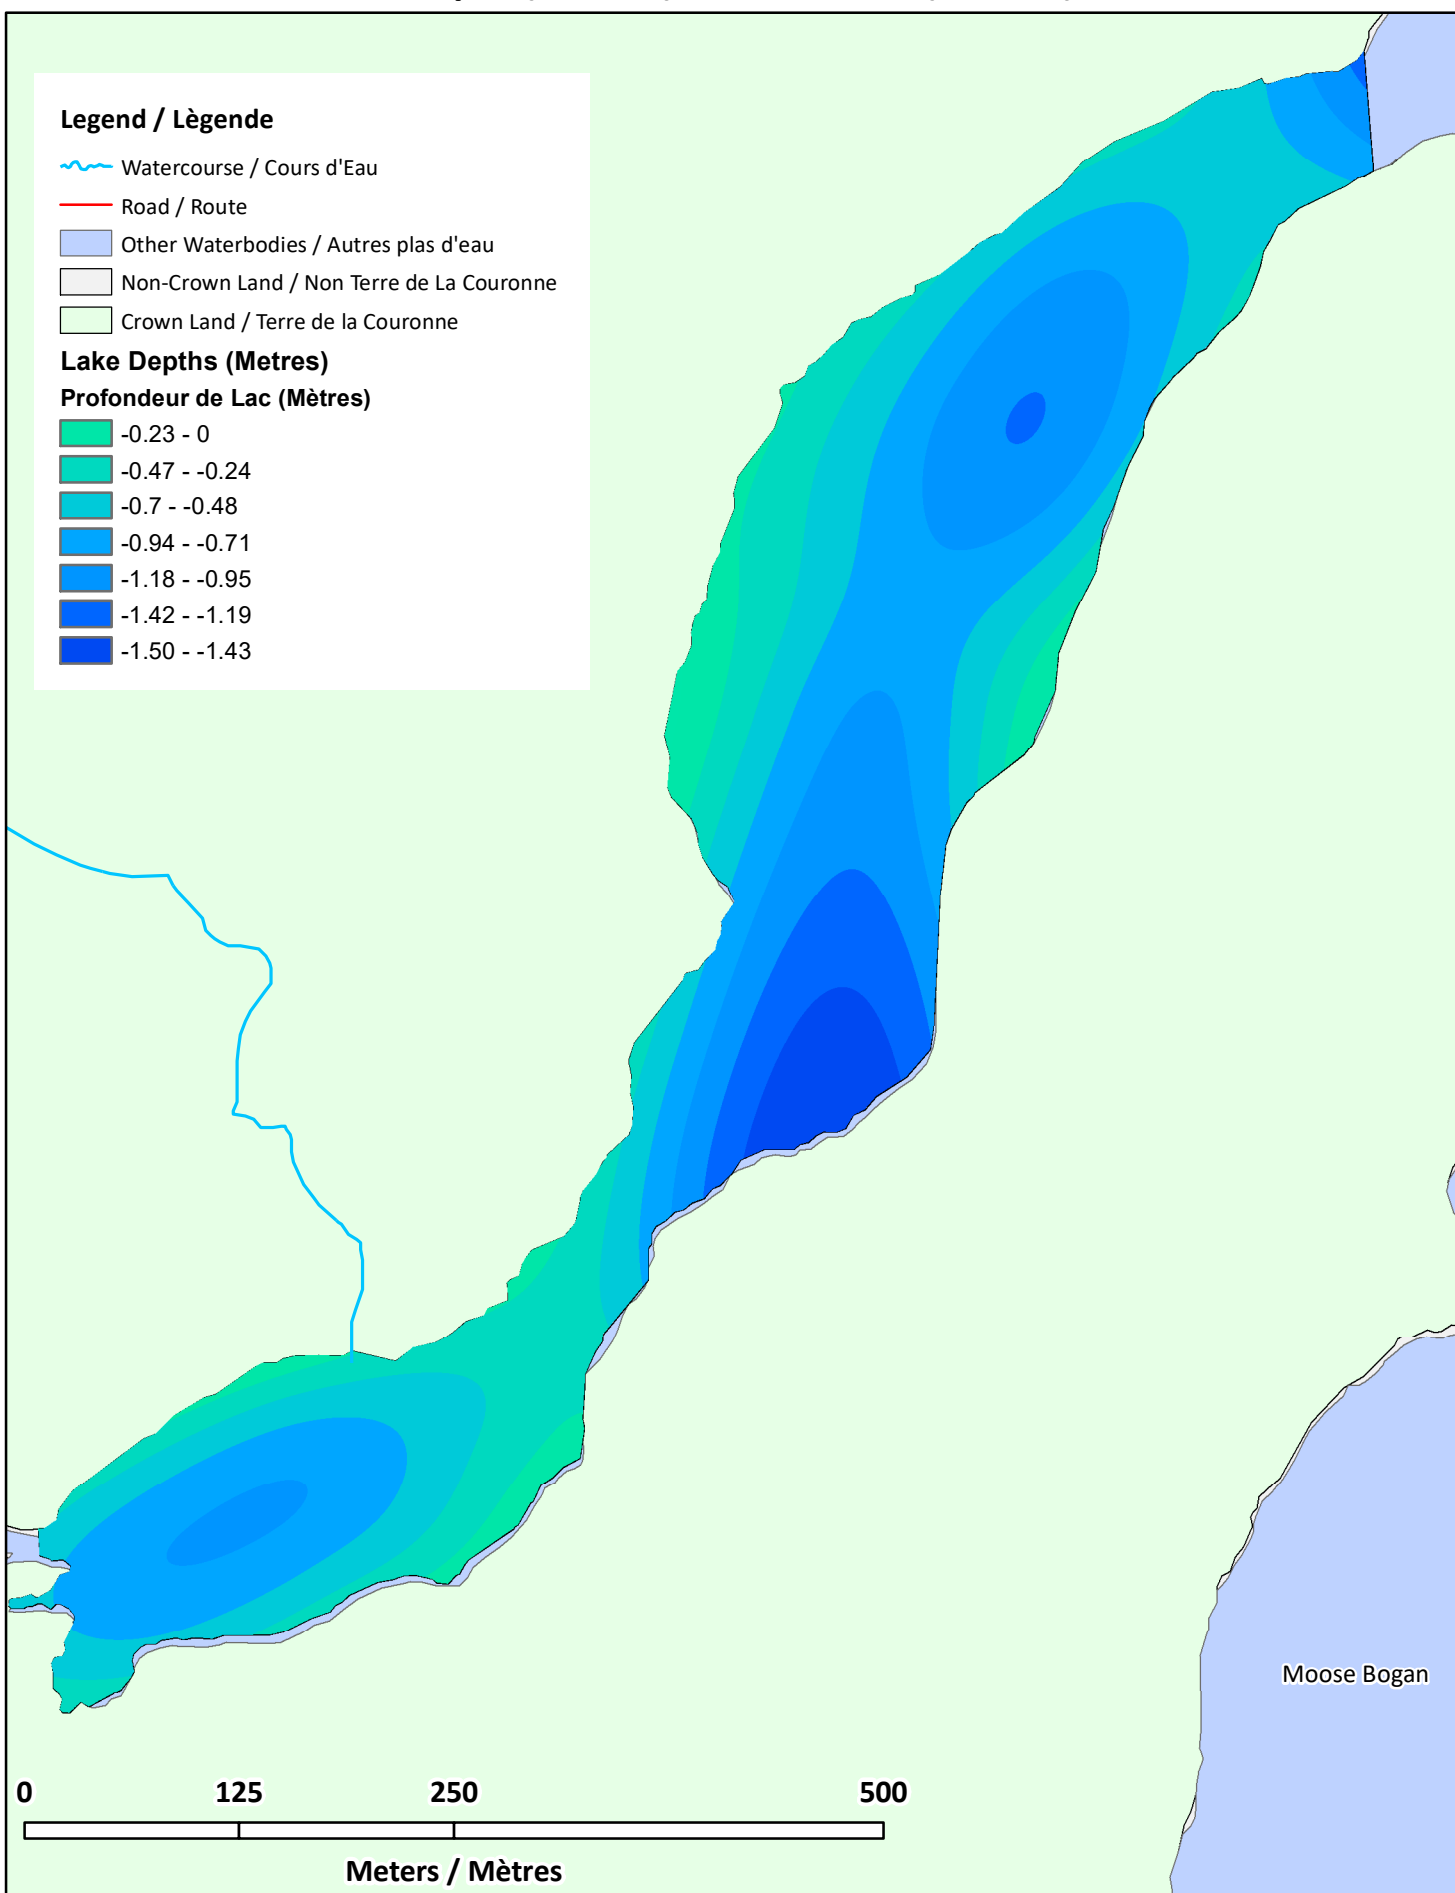 Legend / Lègende
Watercourse / Cours d'Eau
Road / Route
Other Waterbodies / Autres plas d'eau
Non-Crown Land / Non Terre de La Couronne
Crown Land / Terre de la Couronne
Lake Depths (Metres)
Profondeur de Lac (Mètres)
-0.23 - 0
-0.47 - -0.24
-0.7 - -0.48
-0.94 - -0.71
-1.18 - -0.95
-1.42 - -1.19
-1.50 - -1.43
Moose Bogan
0 125 250 500
Meters / Mètres